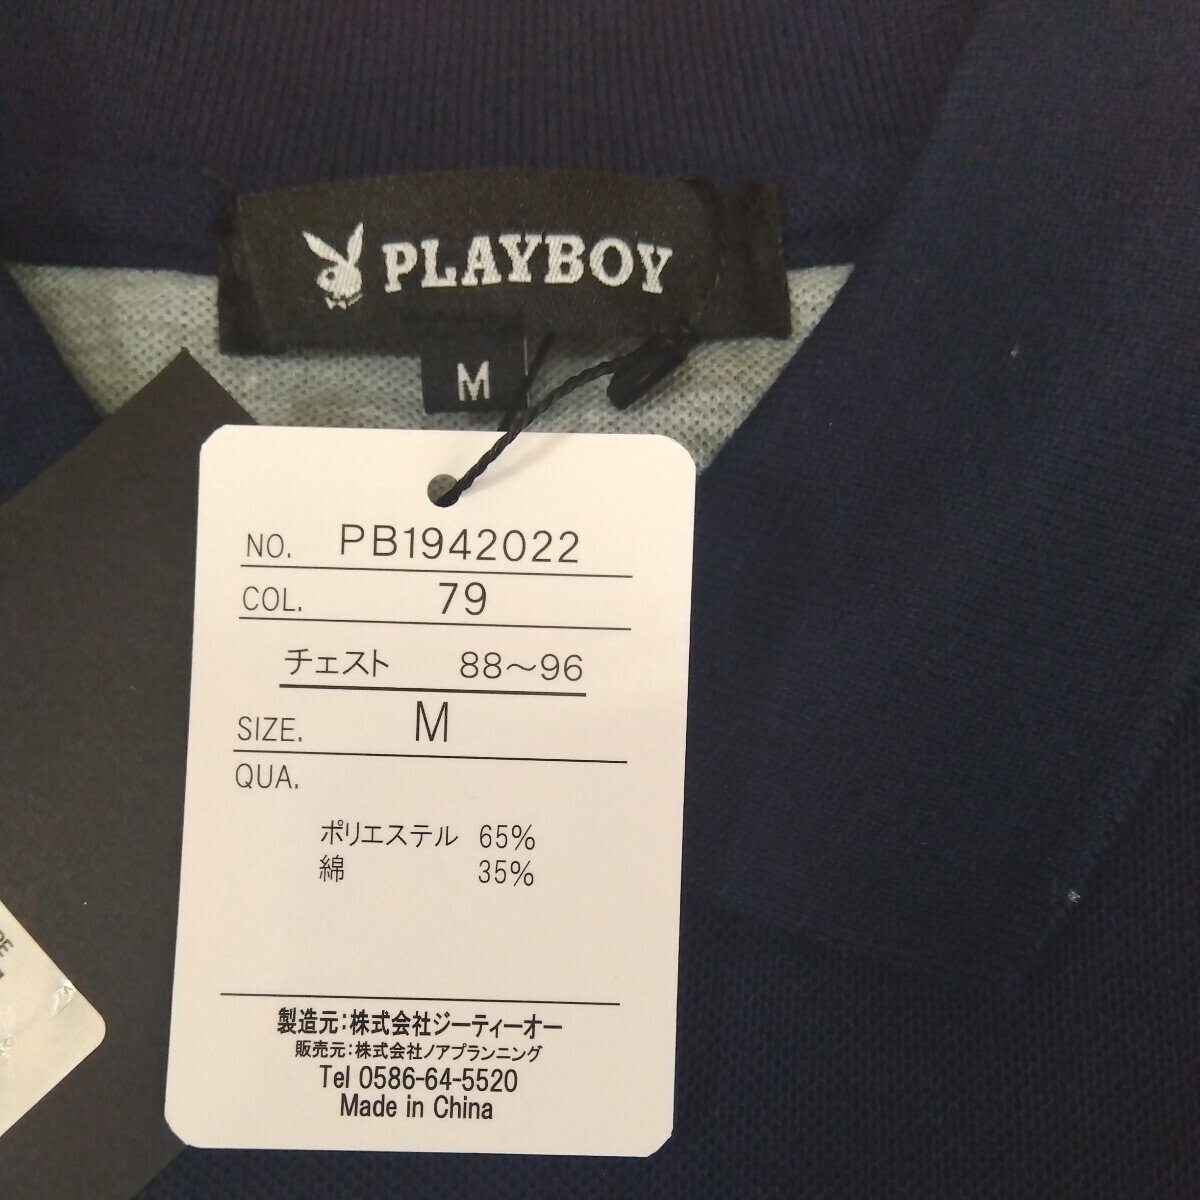 PLAYBOY
M
NO. PB1942022
COL. 79
チェスト 88～96
SIZE. M
QUA.
ポリエステル 65%
綿 35%
製造元:株式会社ジーティーオー
販売元:株式会社ノアプランニング
Tel 0586-64-5520
Made in China